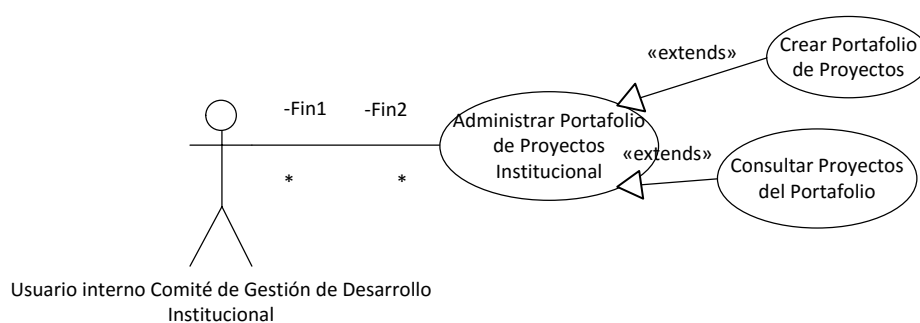 Crear Portafolio
de Proyectos
«extends»
-Fin1
-Fin2
Administrar Portafolio
de Proyectos
Institucional
«extends»
Consultar Proyectos
del Portafolio
*
*
Usuario interno Comité de Gestión de Desarrollo
Institucional